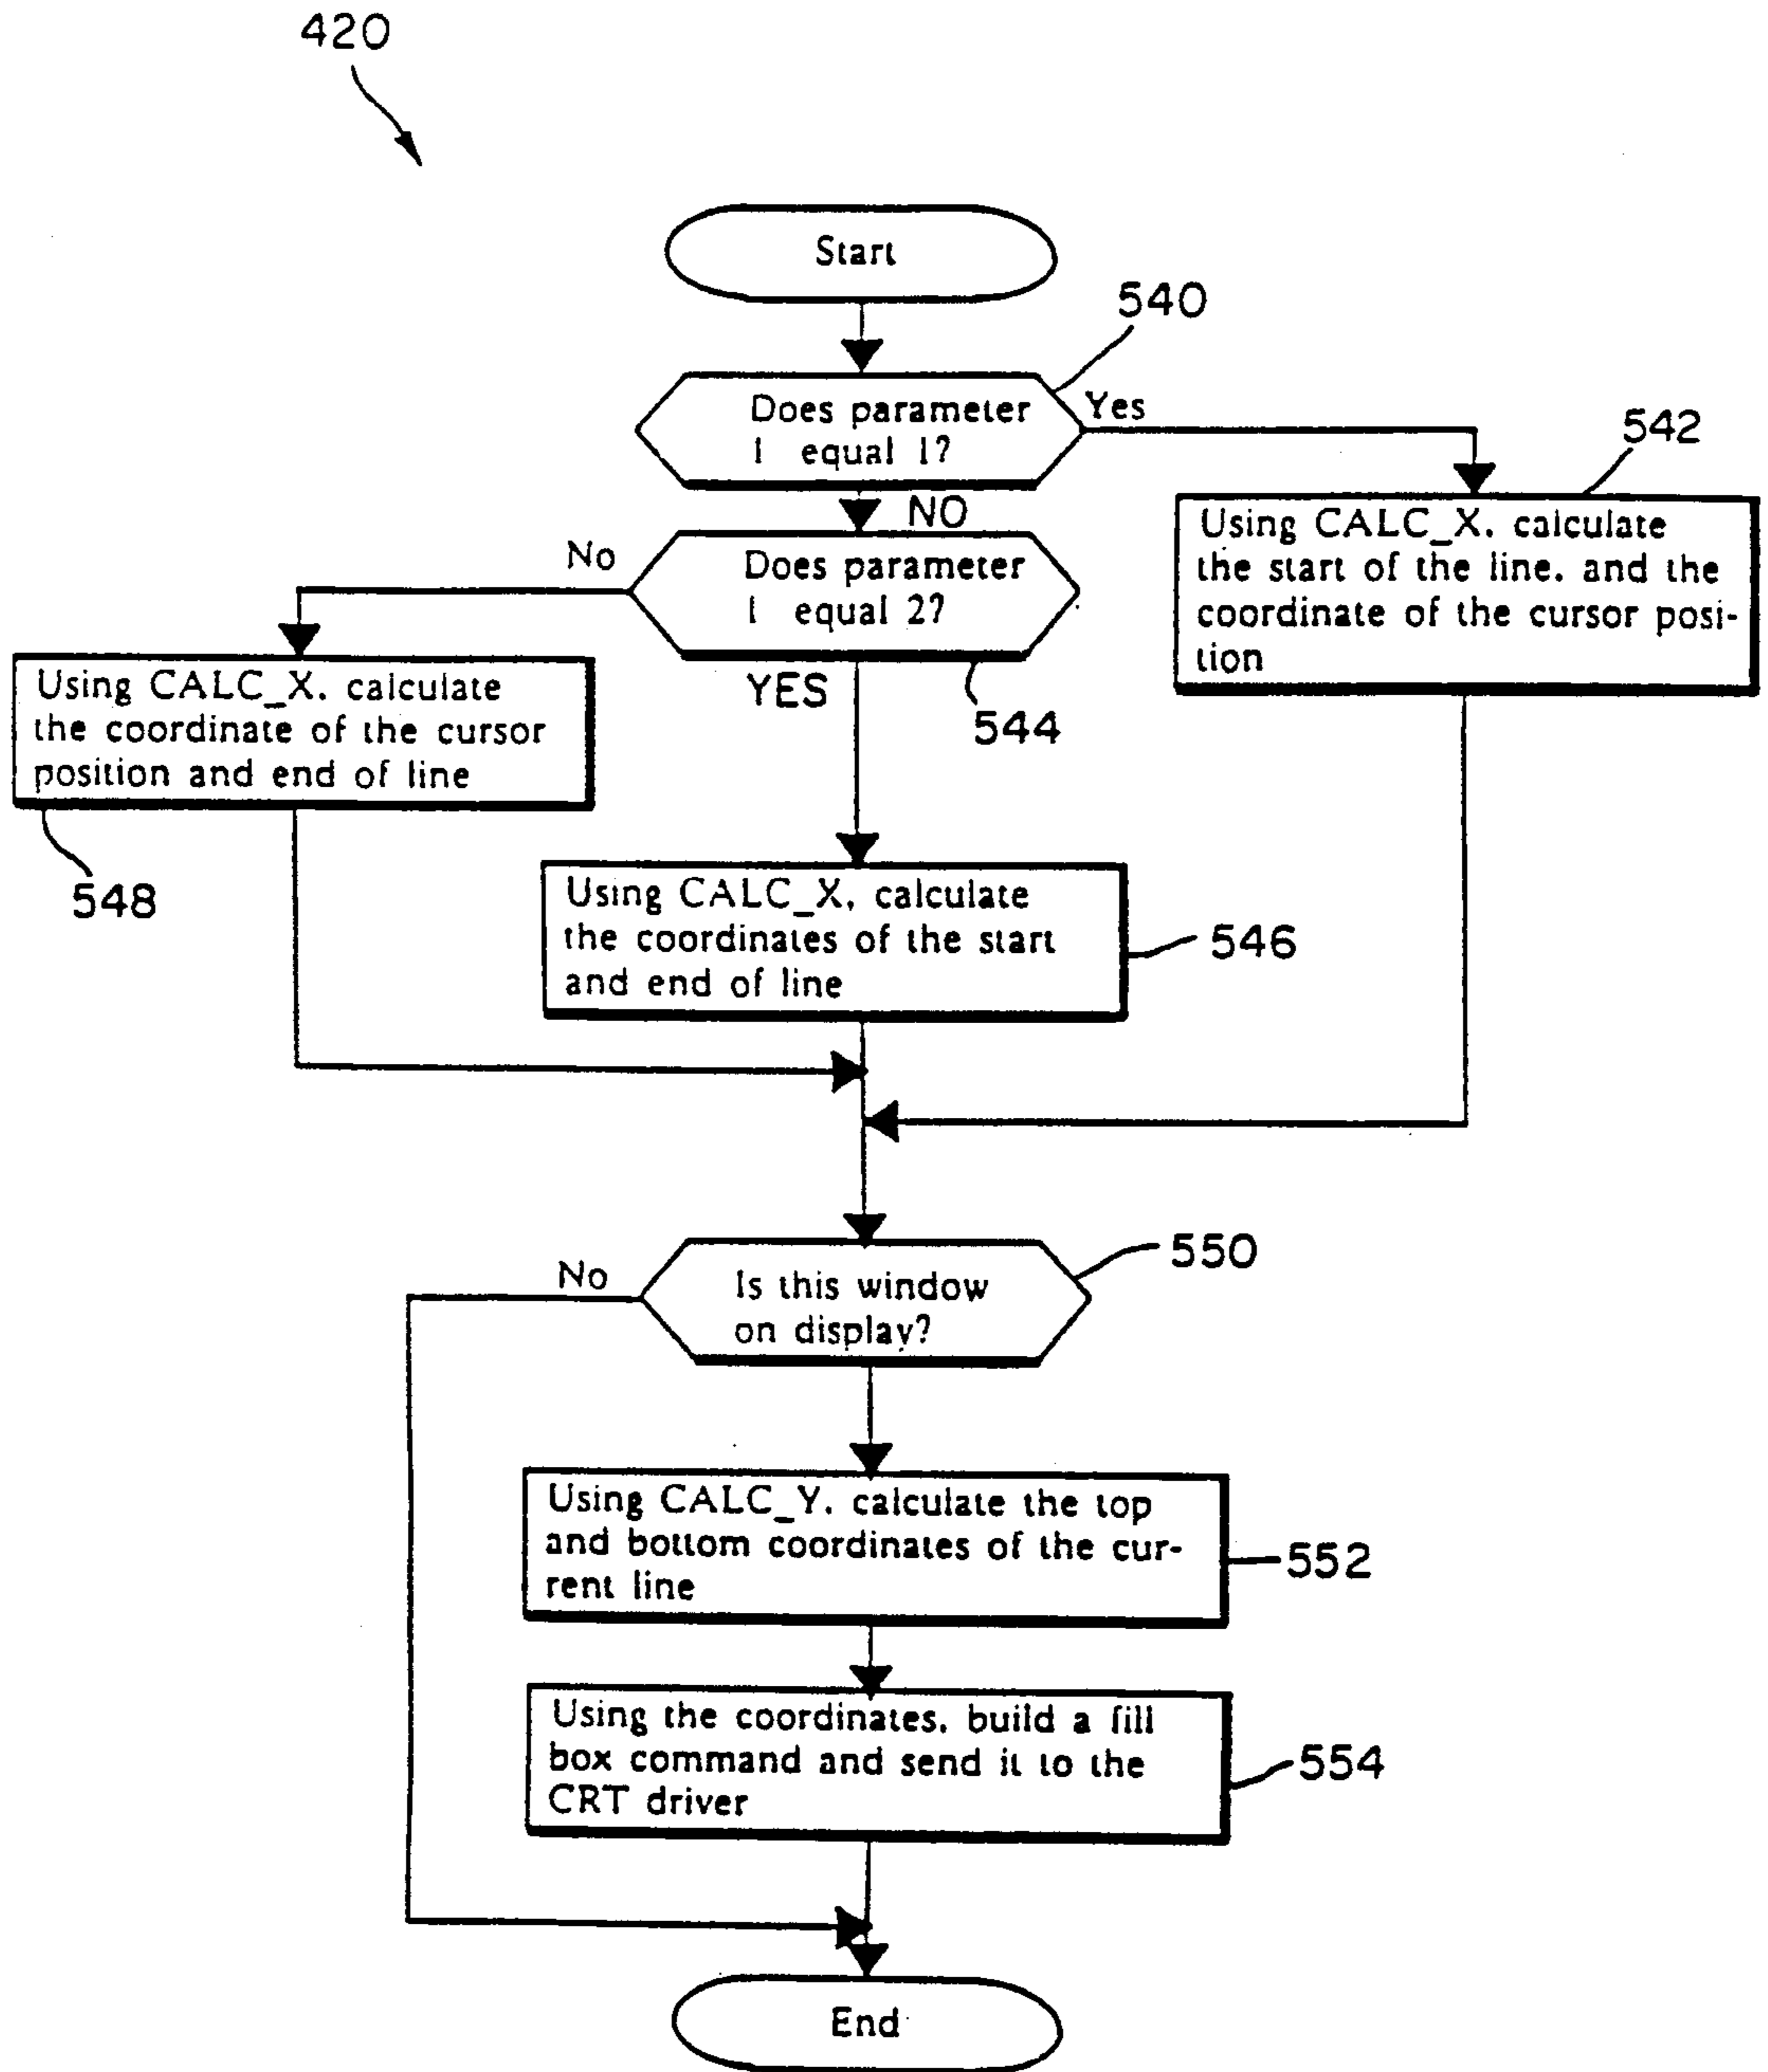 420
Start
540
Does parameter
1 equal 1?
Yes
542
NO
Using CALC_X, calculate
the start of the line, and the
coordinate of the cursor posi-
tion
No
Does parameter
1 equal 2?
YES
544
Using CALC_X, calculate
the coordinate of the cursor
position and end of line
548
Using CALC_X, calculate
the coordinates of the start
and end of line
546
550
No
Is this window
on display?
Using CALC_Y, calculate the top
and bottom coordinates of the cur-
rent line
552
Using the coordinates, build a fill
box command and send it to the
CRT driver
554
End